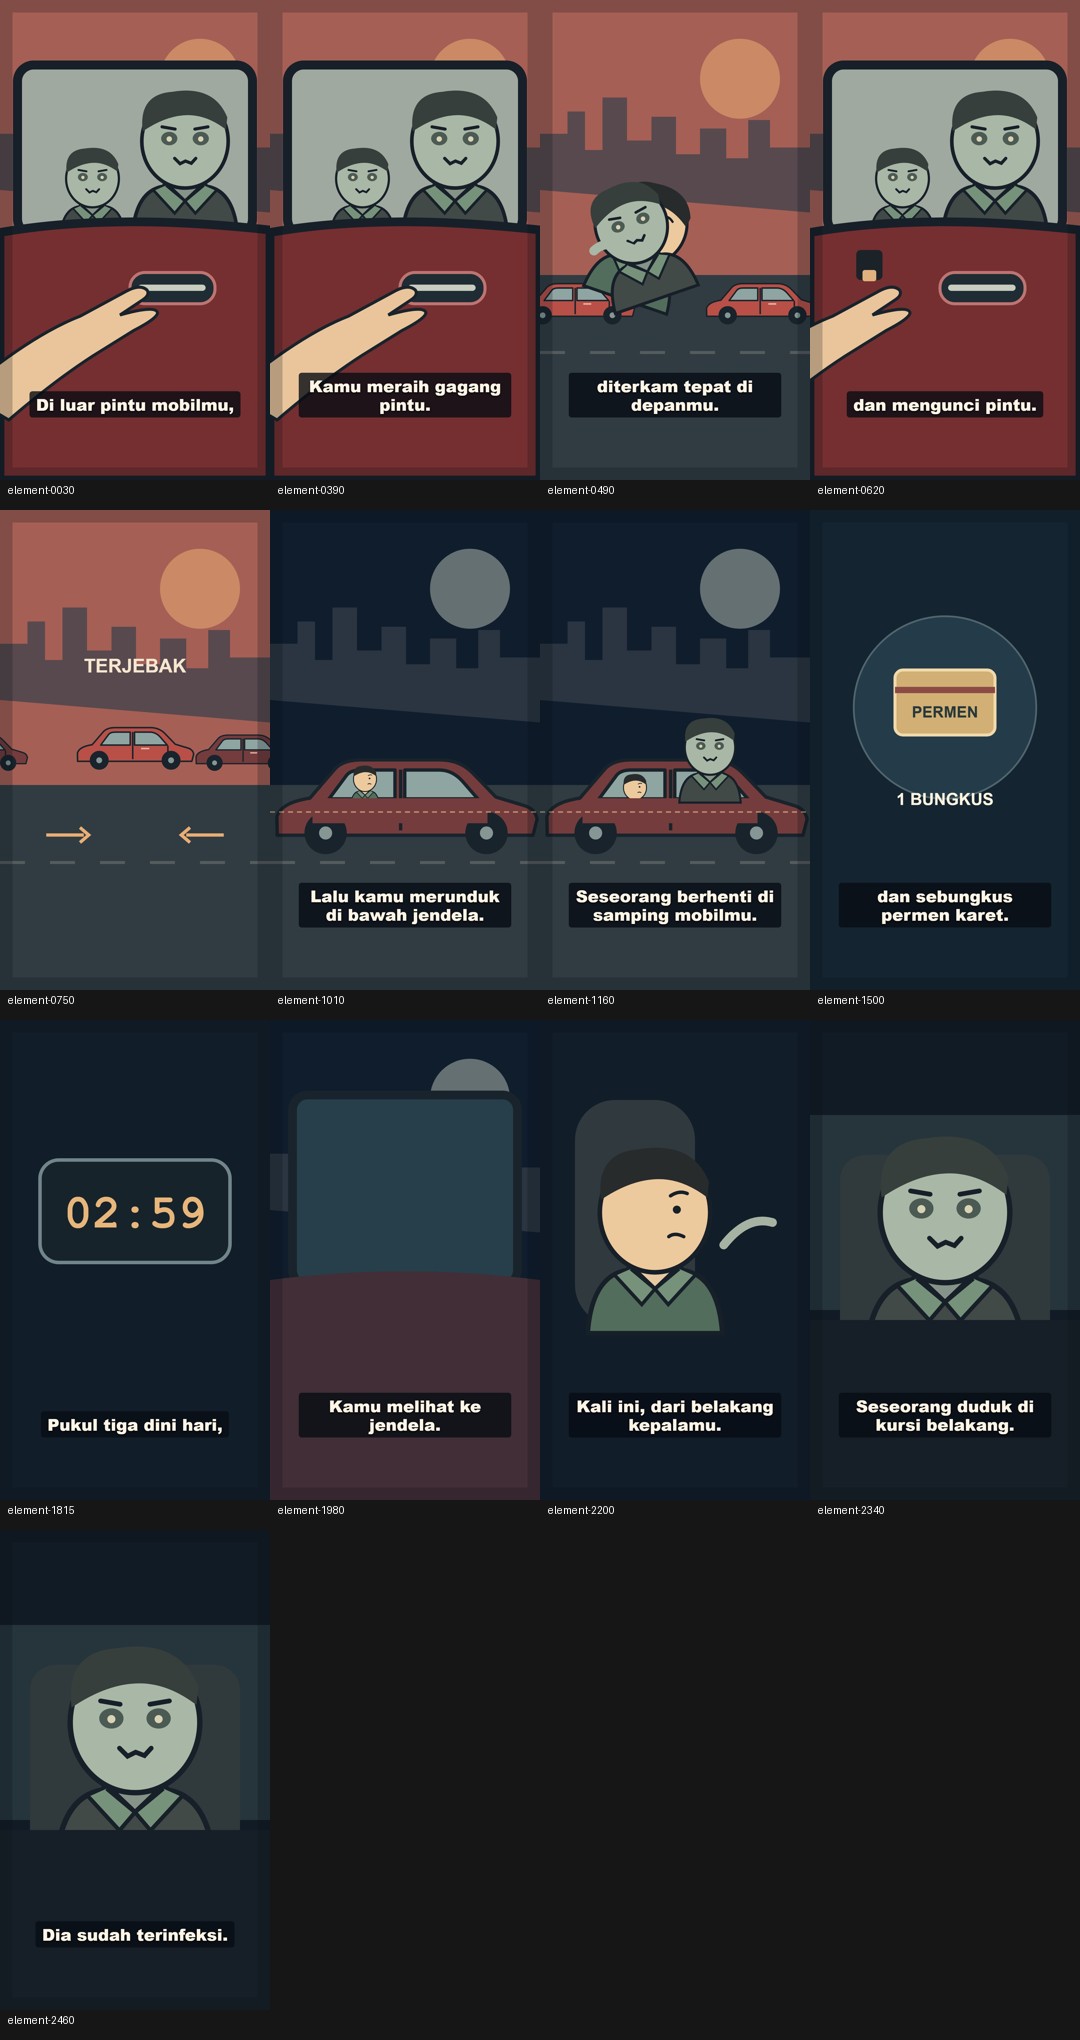 Di luar pintu mobilmu,
Kamu meraih gagang
pintu.
diterkam tepat di
depanmu.
dan mengunci pintu.
element-0030
element-0390
element-0490
element-0620
TERJEBAK
Lalu kamu merunduk
di bawah jendela.
Seseorang berhenti di
samping mobilmu.
PERMEN
1 BUNGKUS
dan sebungkus
permen karet.
element-0750
element-1010
element-1160
element-1500
02:59
Pukul tiga dini hari,
Kamu melihat ke
jendela.
Kali ini, dari belakang
kepalamu.
Seseorang duduk di
kursi belakang.
element-1815
element-1980
element-2200
element-2340
Dia sudah terinfeksi.
element-2460